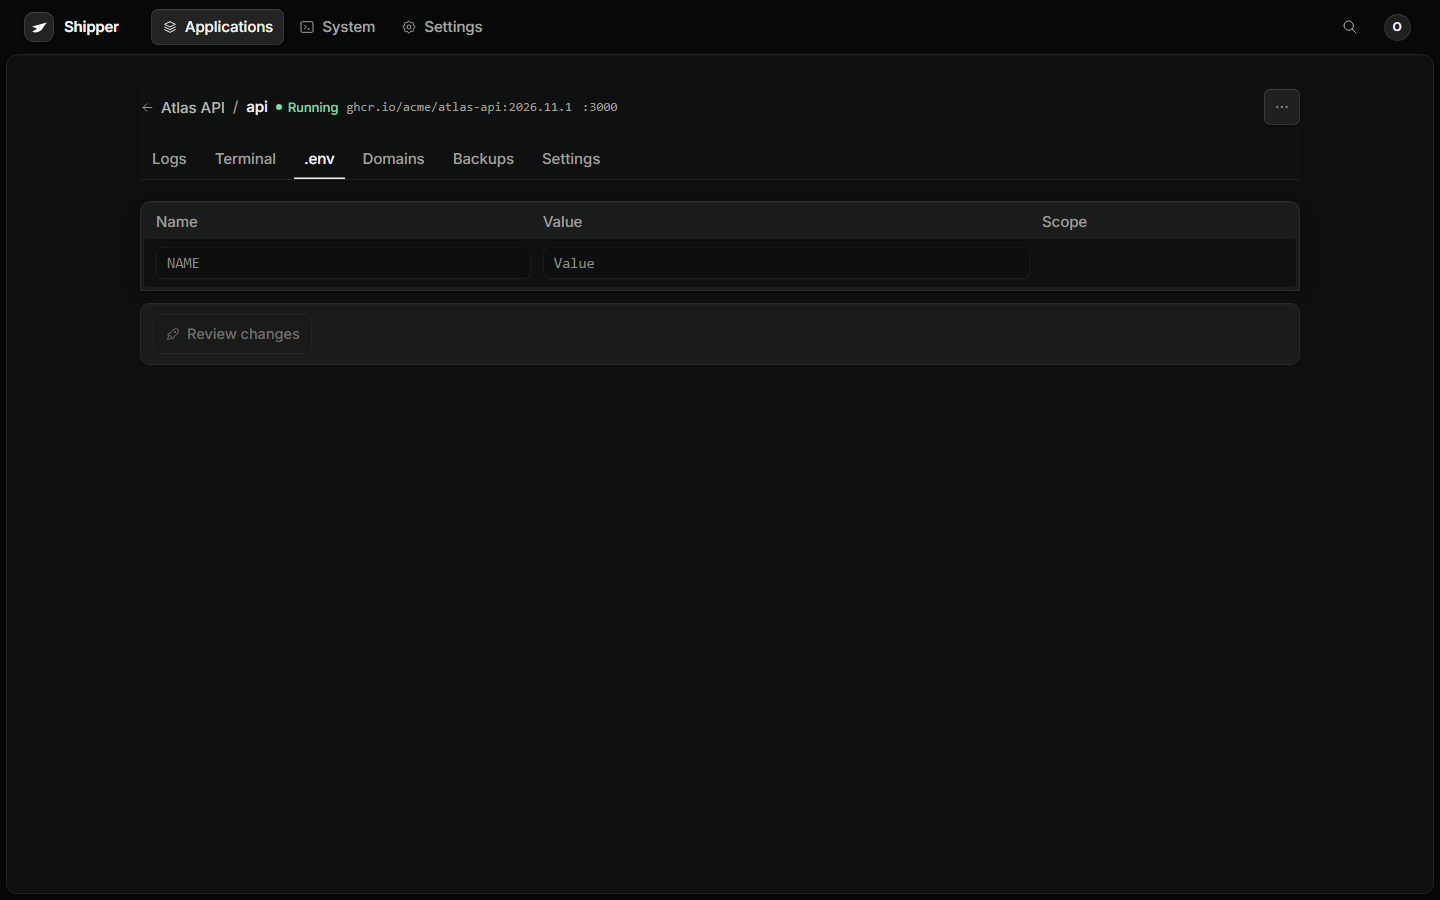 Shipper Applications System Settings O
← Atlas API / api Running ghcr.io/acme/atlas-api:2026.11.1 :3000 ...
Logs Terminal .env Domains Backups Settings
Name Value Scope
NAME Value
Review changes